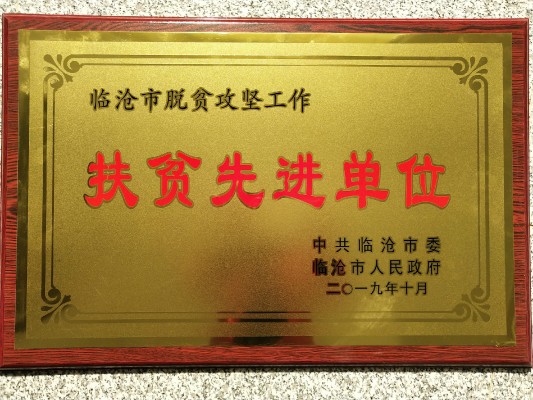 临沧市脱贫攻坚工作
扶贫先进单位
中共临沧市委
临沧市人民政府
二〇一九年十月